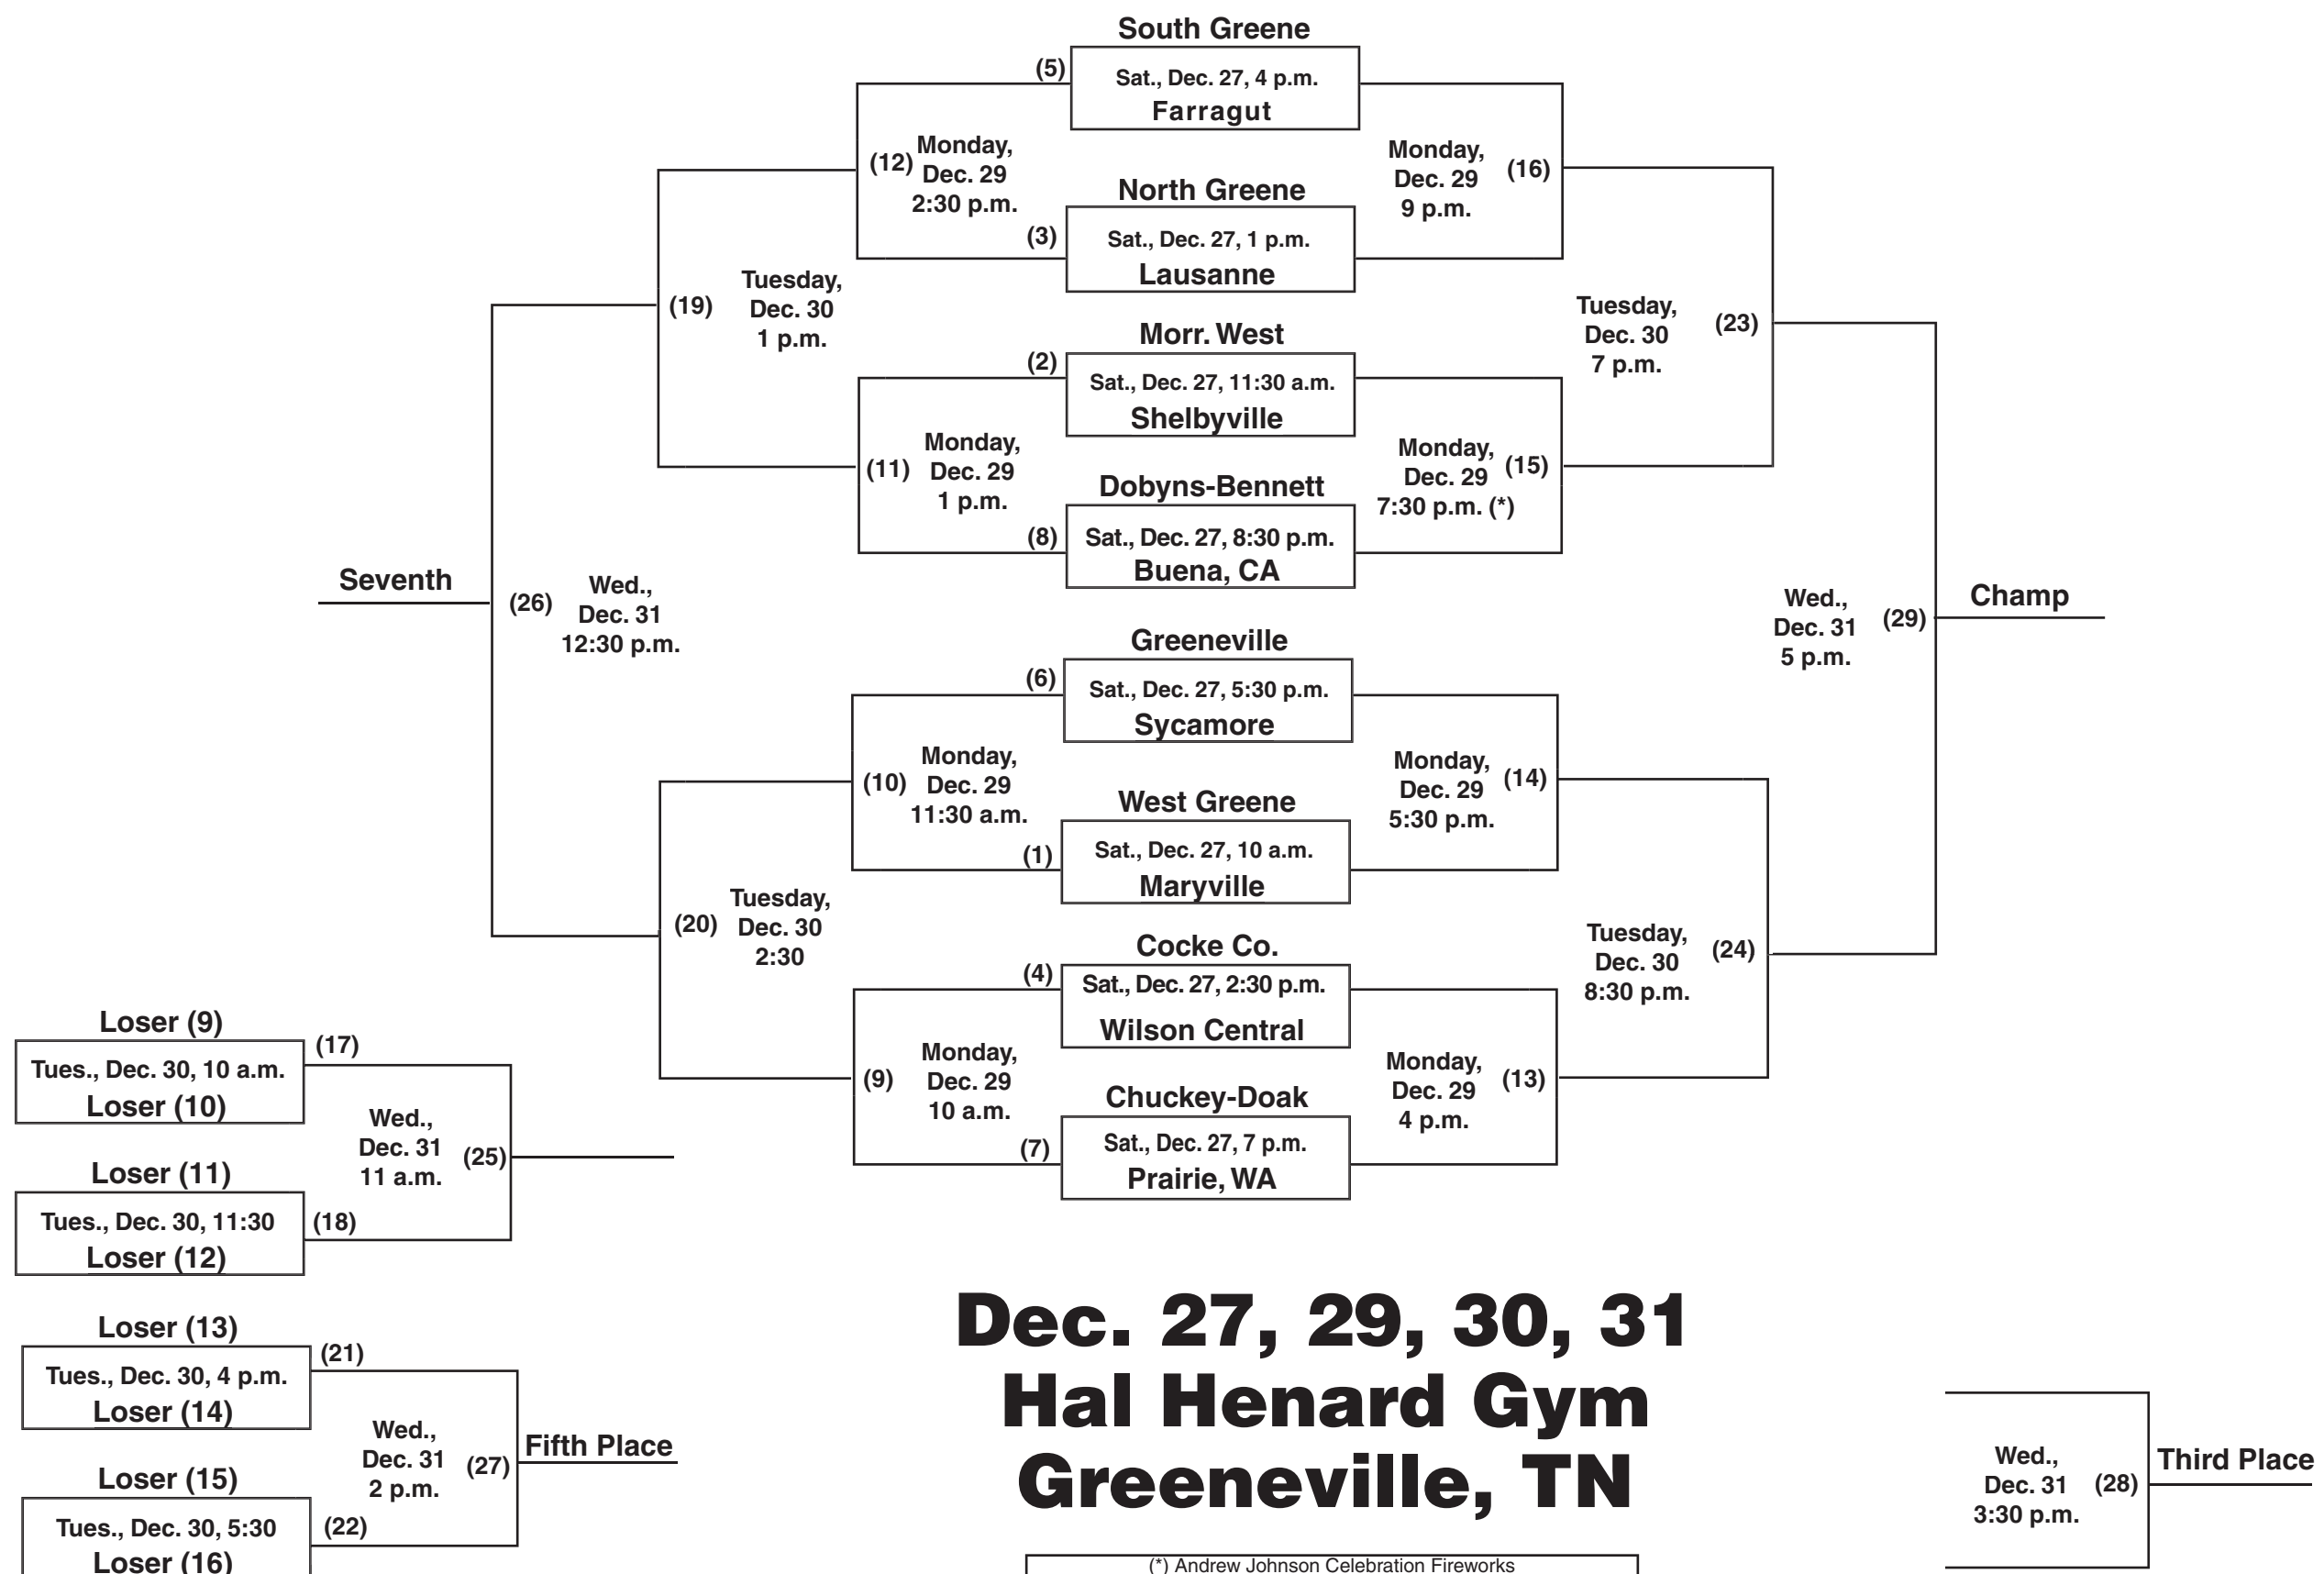 South Greene
(5)
Sat., Dec. 27, 4 p.m.
Farragut
(12)
Monday,
Dec. 29
2:30 p.m.
Monday,
Dec. 29
9 p.m.
(16)
North Greene
(3)
Sat., Dec. 27, 1 p.m.
Lausanne
(19)
Tuesday,
Dec. 30
1 p.m.
Tuesday,
Dec. 30
7 p.m.
(23)
Morr. West
(2)
Sat., Dec. 27, 11:30 a.m.
Shelbyville
(11)
Monday,
Dec. 29
1 p.m.
Monday,
Dec. 29
7:30 p.m. (*)
(15)
Dobyns-Bennett
(8)
Sat., Dec. 27, 8:30 p.m.
Buena, CA
Seventh
(26)
Wed.,
Dec. 31
12:30 p.m.
Wed.,
Dec. 31
5 p.m.
(29)
Champ
Greeneville
(6)
Sat., Dec. 27, 5:30 p.m.
Sycamore
(10)
Monday,
Dec. 29
11:30 a.m.
Monday,
Dec. 29
5:30 p.m.
(14)
West Greene
(1)
Sat., Dec. 27, 10 a.m.
Maryville
(20)
Tuesday,
Dec. 30
2:30
Tuesday,
Dec. 30
8:30 p.m.
(24)
Cocke Co.
(4)
Sat., Dec. 27, 2:30 p.m.
Wilson Central
(9)
Monday,
Dec. 29
10 a.m.
Monday,
Dec. 29
4 p.m.
(13)
Chuckey-Doak
(7)
Sat., Dec. 27, 7 p.m.
Prairie, WA
Loser (9)
(17)
Tues., Dec. 30, 10 a.m.
Loser (10)
Wed.,
Dec. 31
11 a.m.
(25)
Loser (11)
Tues., Dec. 30, 11:30
(18)
Loser (12)
Loser (13)
(21)
Tues., Dec. 30, 4 p.m.
Loser (14)
Wed.,
Dec. 31
2 p.m.
(27)
Fifth Place
Loser (15)
Tues., Dec. 30, 5:30
(22)
Loser (16)
Dec. 27, 29, 30, 31
Hal Henard Gym
Greeneville, TN
(*) Andrew Johnson Celebration Fireworks
Wed.,
Dec. 31
3:30 p.m.
(28)
Third Place